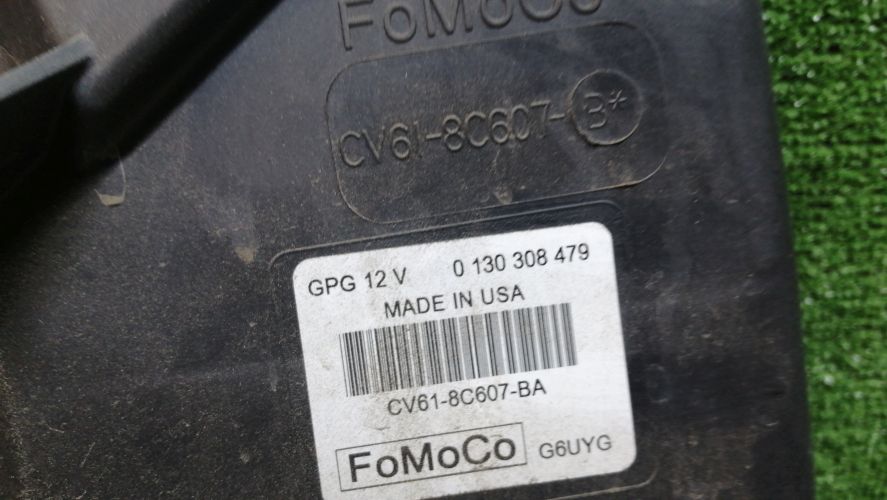 FoMoCo
CV61-8C607-B*
GPG 12 V 0 130 308 479
MADE IN USA
CV61-8C607-BA
FoMoCo G6UYG